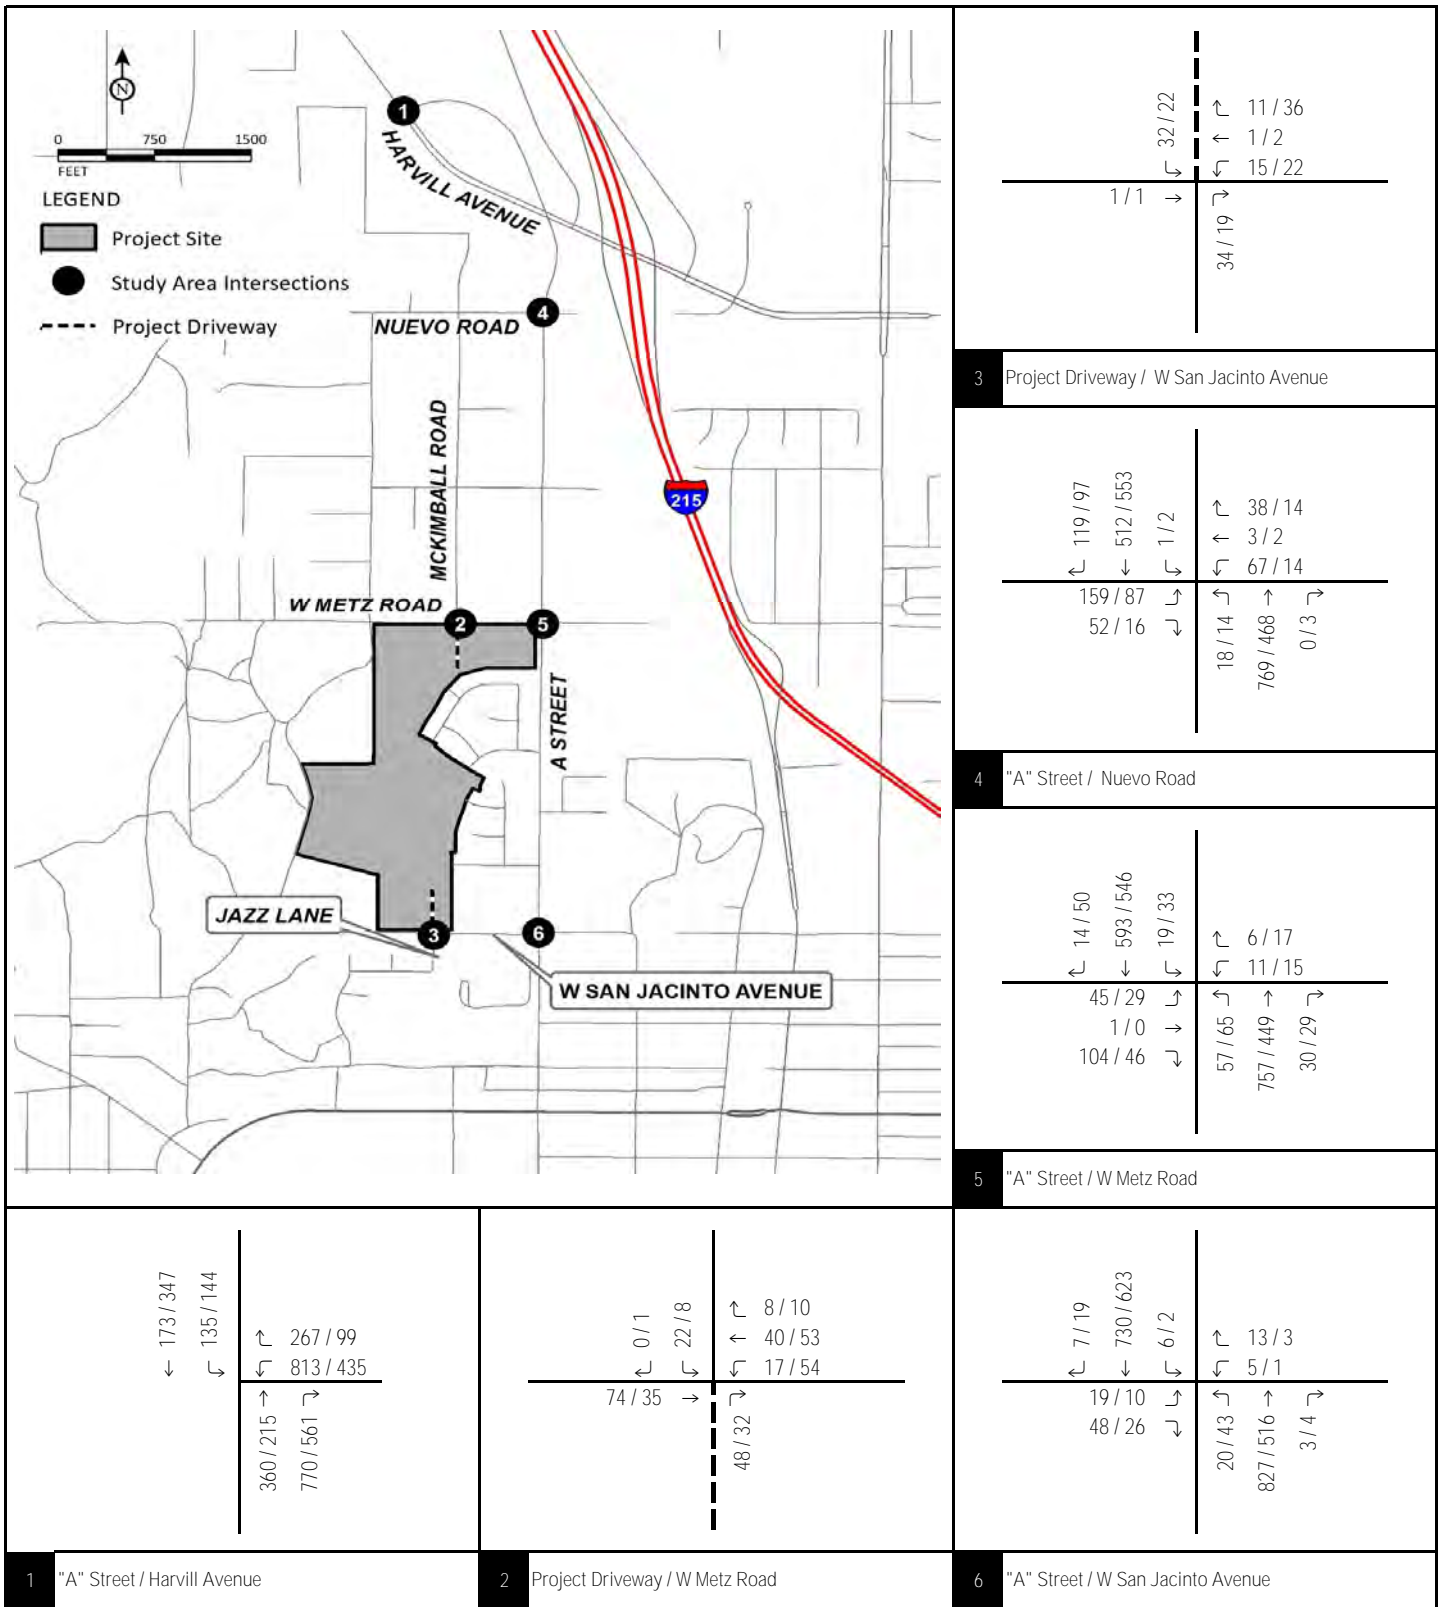 N
0 750 1500
FEET
LEGEND
Project Site
Study Area Intersections
Project Driveway
1
HARVILL AVENUE
NUEVO ROAD
4
MCKIMBALL ROAD
215
W METZ ROAD
2
5
A STREET
JAZZ LANE
3
6
W SAN JACINTO AVENUE
32 / 22
11 / 36
1 / 2
15 / 22
1 / 1
34 / 19
3 Project Driveway / W San Jacinto Avenue
119 / 97
512 / 553
1 / 2
38 / 14
3 / 2
67 / 14
159 / 87
52 / 16
18 / 14
769 / 468
0 / 3
4 "A" Street / Nuevo Road
14 / 50
593 / 546
19 / 33
6 / 17
11 / 15
45 / 29
1 / 0
104 / 46
57 / 65
757 / 449
30 / 29
5 "A" Street / W Metz Road
173 / 347
135 / 144
267 / 99
813 / 435
360 / 215
770 / 561
1 "A" Street / Harvill Avenue
0 / 1
22 / 8
8 / 10
40 / 53
17 / 54
74 / 35
48 / 32
2 Project Driveway / W Metz Road
7 / 19
730 / 623
6 / 2
13 / 3
5 / 1
19 / 10
48 / 26
20 / 43
827 / 516
3 / 4
6 "A" Street / W San Jacinto Avenue